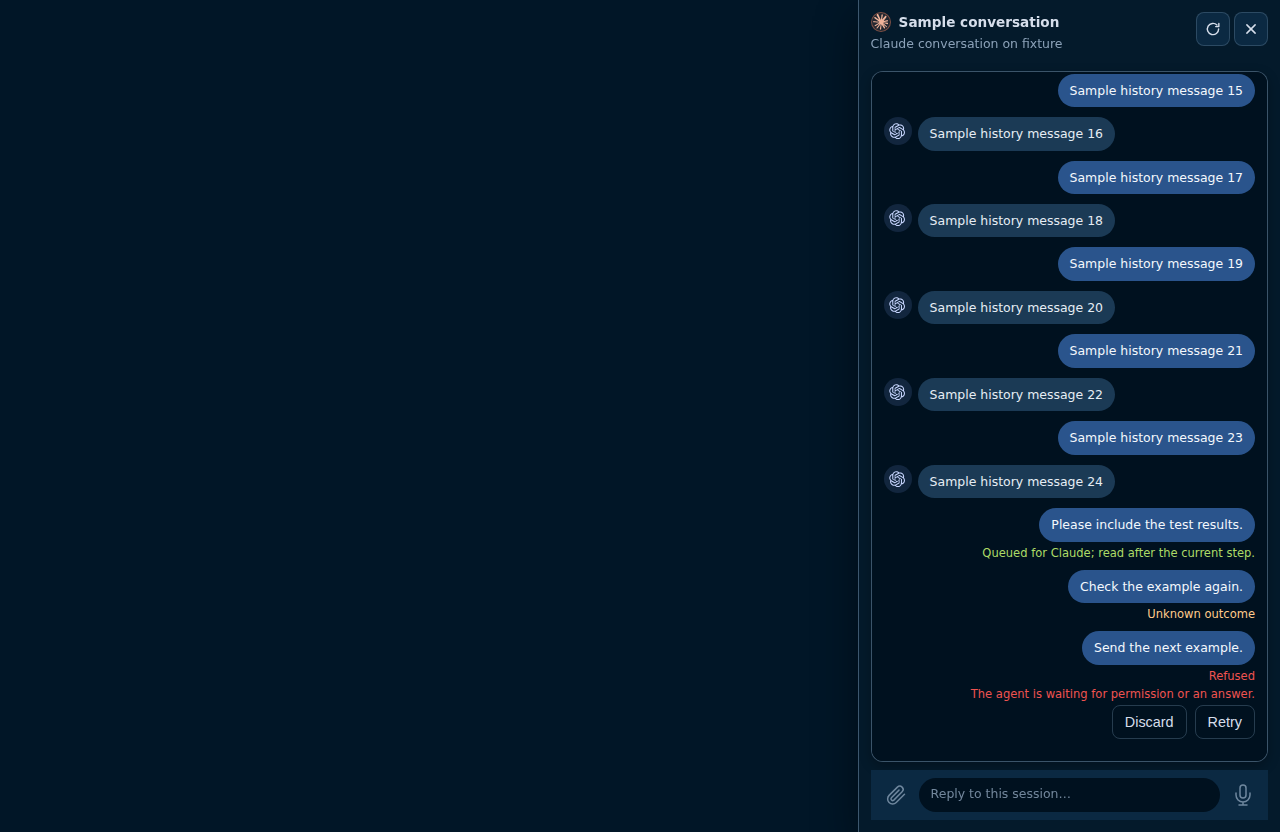 Sample conversation
Claude conversation on fixture
Sample history message 15
Sample history message 16
Sample history message 17
Sample history message 18
Sample history message 19
Sample history message 20
Sample history message 21
Sample history message 22
Sample history message 23
Sample history message 24
Please include the test results.
Queued for Claude; read after the current step.
Check the example again.
Unknown outcome
Send the next example.
Refused
The agent is waiting for permission or an answer.
Discard Retry
Reply to this session...